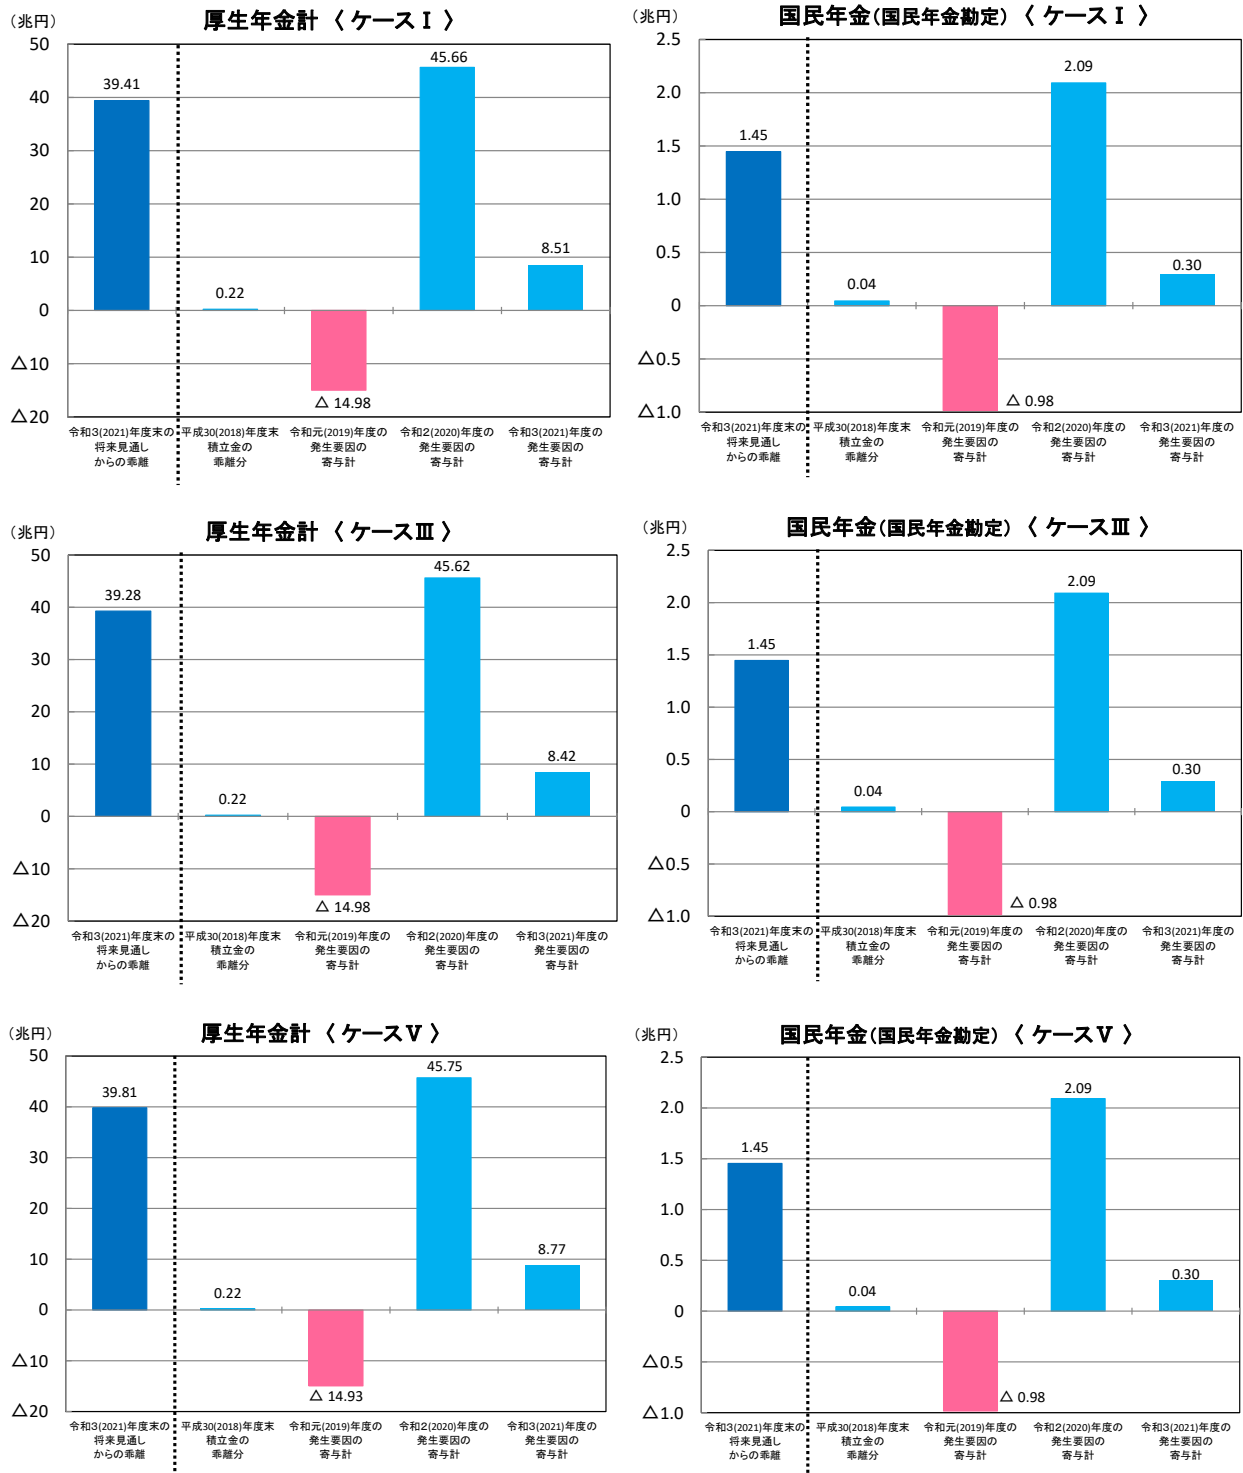 厚生年金計 〈 ケースⅠ 〉
(兆円)
50
40
30
20
10
0
△10
△20
39.41
0.22
△ 14.98
45.66
8.51
令和3(2021)年度末の
将来見通し
からの乖離
平成30(2018)年度末
積立金の
乖離分
令和元(2019)年度の
発生要因の
寄与計
令和2(2020)年度の
発生要因の
寄与計
令和3(2021)年度の
発生要因の
寄与計
国民年金(国民年金勘定) 〈 ケースⅠ 〉
(兆円)
2.5
2.0
1.5
1.0
0.5
0
△0.5
△1.0
1.45
0.04
△ 0.98
2.09
0.30
令和3(2021)年度末の
将来見通し
からの乖離
平成30(2018)年度末
積立金の
乖離分
令和元(2019)年度の
発生要因の
寄与計
令和2(2020)年度の
発生要因の
寄与計
令和3(2021)年度の
発生要因の
寄与計
厚生年金計 〈 ケースⅢ 〉
(兆円)
50
40
30
20
10
0
△10
△20
39.28
0.22
△ 14.98
45.62
8.42
令和3(2021)年度末の
将来見通し
からの乖離
平成30(2018)年度末
積立金の
乖離分
令和元(2019)年度の
発生要因の
寄与計
令和2(2020)年度の
発生要因の
寄与計
令和3(2021)年度の
発生要因の
寄与計
国民年金(国民年金勘定) 〈 ケースⅢ 〉
(兆円)
2.5
2.0
1.5
1.0
0.5
0
△0.5
△1.0
1.45
0.04
△ 0.98
2.09
0.30
令和3(2021)年度末の
将来見通し
からの乖離
平成30(2018)年度末
積立金の
乖離分
令和元(2019)年度の
発生要因の
寄与計
令和2(2020)年度の
発生要因の
寄与計
令和3(2021)年度の
発生要因の
寄与計
厚生年金計 〈 ケースⅤ 〉
(兆円)
50
40
30
20
10
0
△10
△20
39.81
0.22
△ 14.93
45.75
8.77
令和3(2021)年度末の
将来見通し
からの乖離
平成30(2018)年度末
積立金の
乖離分
令和元(2019)年度の
発生要因の
寄与計
令和2(2020)年度の
発生要因の
寄与計
令和3(2021)年度の
発生要因の
寄与計
国民年金(国民年金勘定) 〈 ケースⅤ 〉
(兆円)
2.5
2.0
1.5
1.0
0.5
0
△0.5
△1.0
1.45
0.04
△ 0.98
2.09
0.30
令和3(2021)年度末の
将来見通し
からの乖離
平成30(2018)年度末
積立金の
乖離分
令和元(2019)年度の
発生要因の
寄与計
令和2(2020)年度の
発生要因の
寄与計
令和3(2021)年度の
発生要因の
寄与計